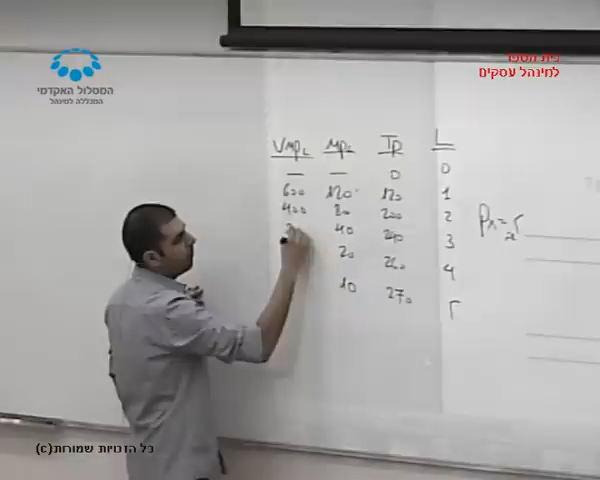 המסלול האקדמי
המכללה למינהל
בית הספר
למינהל עסקים
VMPL MPL TP L
— — 0 0
600 120 120 1
400 80 200 2
40 240 3
20 260 4
10 270 5
Px=5
כל הזכויות שמורות(c)